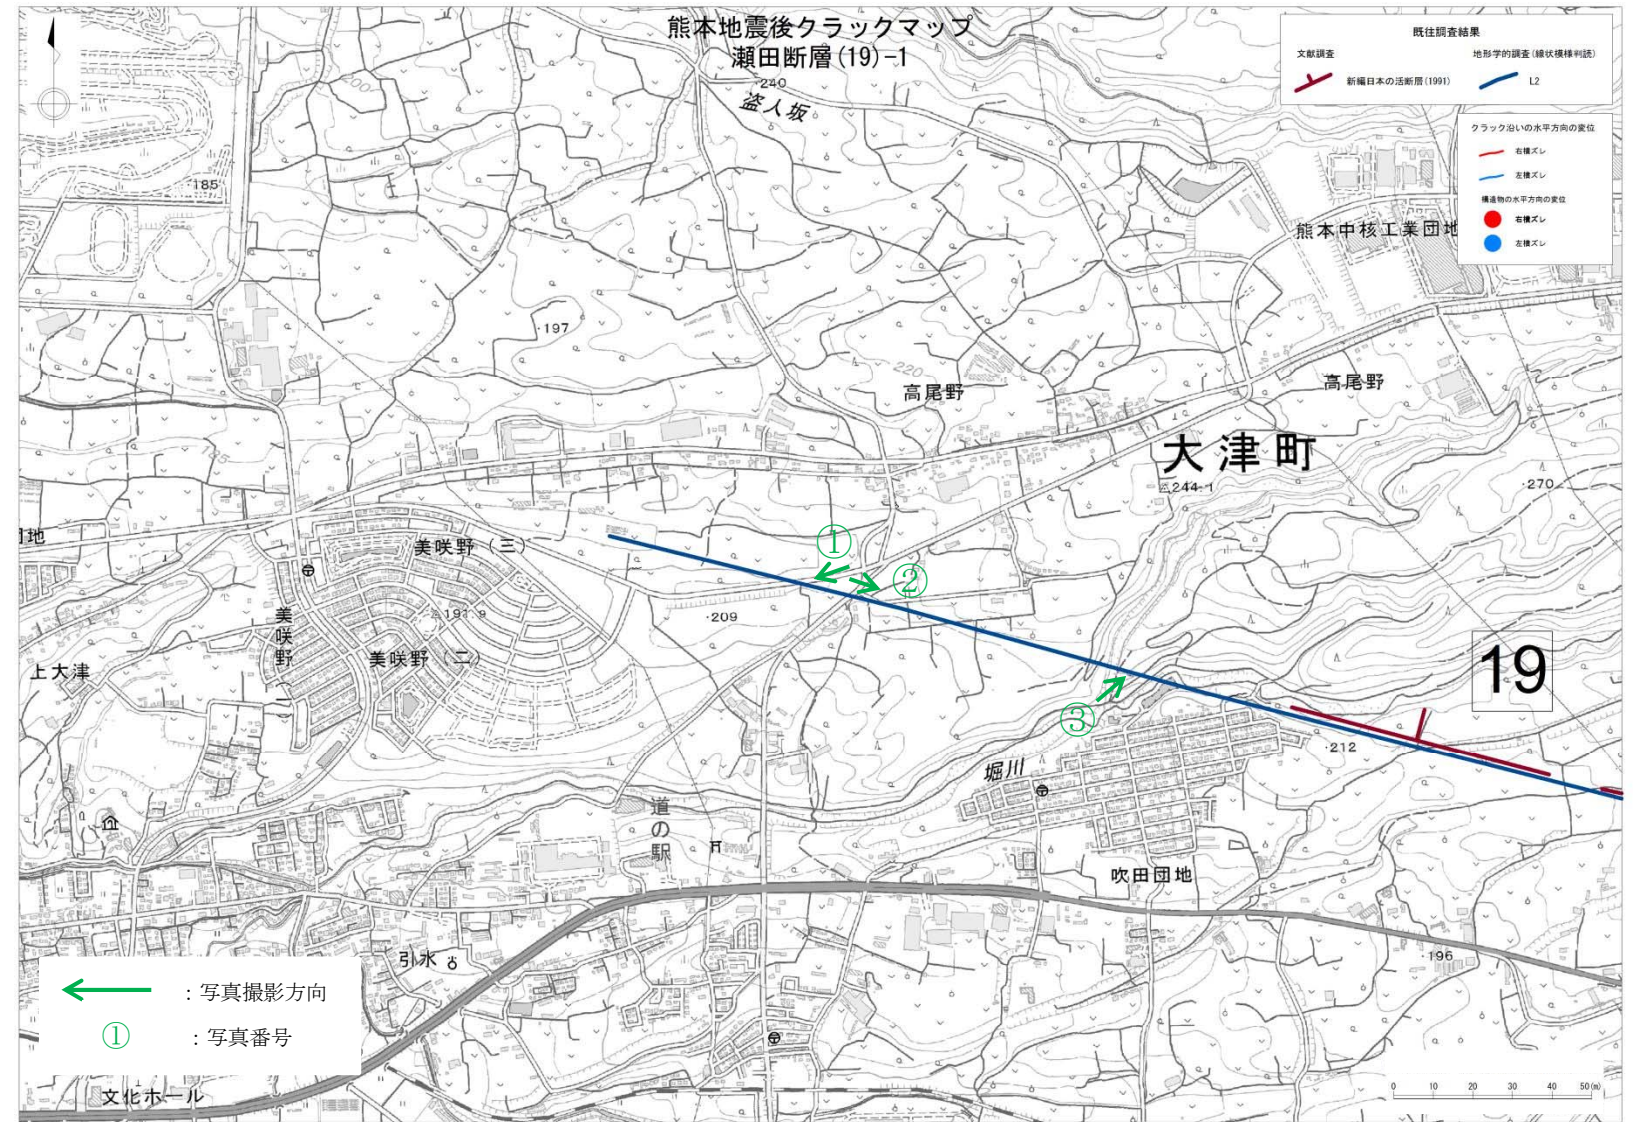 熊本地震後クラックマップ
瀬田断層(19)-1
既往調査結果
文献調査
地形学的調査(線状模様判読)
新編日本の活断層(1991)
L2
クラック沿いの水平方向の変位
右横ズレ
左横ズレ
構造物の水平方向の変位
右横ズレ
左横ズレ
240
盗人坂
200
185
熊本中核工業団地
197
220
高尾野
高尾野
大津町
244.1
270
185
団地
美咲野(三)
①
②
191.9
209
美咲野
美咲野(二)
上大津
19
③
212
堀川
道の駅
吹田団地
引水
196
←：写真撮影方向
①：写真番号
文化ホール
0 10 20 30 40 50(m)